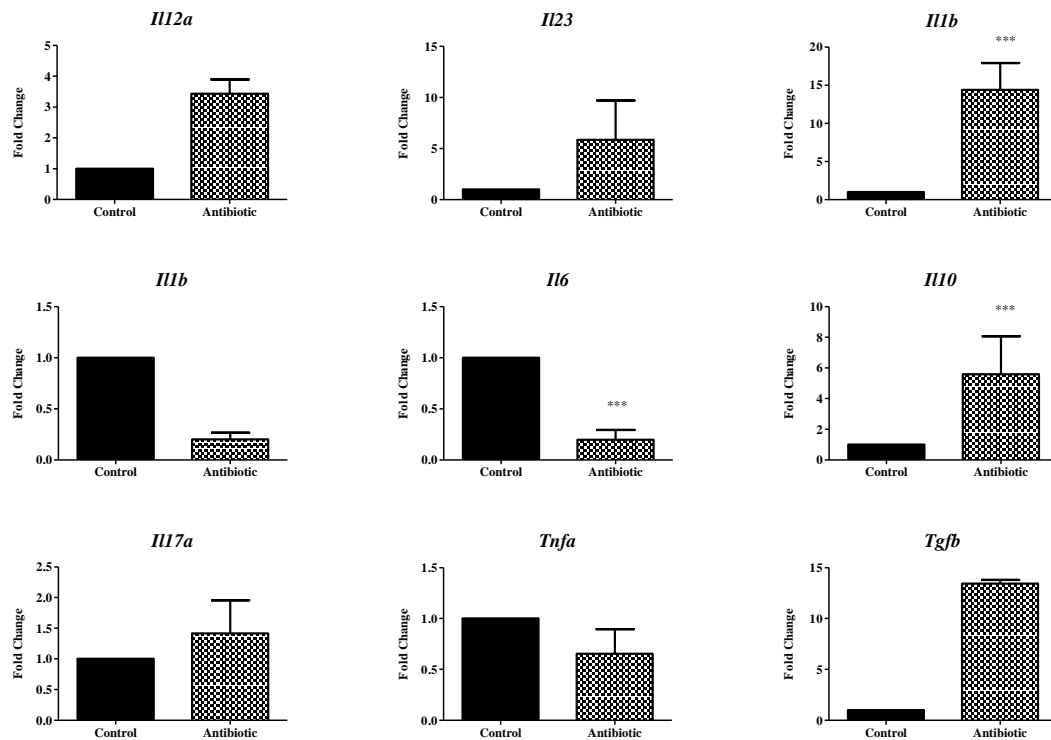 Il12a
Il23
Il1b
Fold Change
5
4
3
2
1
0
Control
Antibiotic
Fold Change
15
10
5
0
Control
Antibiotic
Fold Change
20
15
10
5
0
***
Control
Antibiotic
Il1b
Il6
Il10
Fold Change
1.5
1.0
0.5
0.0
Control
Antibiotic
Fold Change
1.5
1.0
0.5
0.0
***
Control
Antibiotic
Fold Change
10
8
6
4
2
0
***
Control
Antibiotic
Il17a
Tnfa
Tgfb
Fold Change
2.5
2.0
1.5
1.0
0.5
0.0
Control
Antibiotic
Fold Change
1.5
1.0
0.5
0.0
Control
Antibiotic
Fold Change
15
10
5
0
Control
Antibiotic